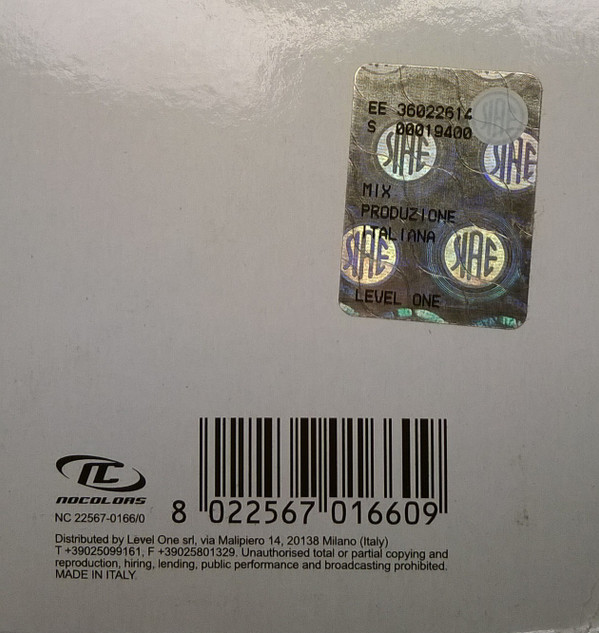 EE 36022614
S 00019400
SIAE
SIAE
MIX
PRODUZIONE
ITALIANA
SIAE
SIAE
LEVEL ONE
NOCOLORS
NC 22567-0166/0
8 022567 016609
Distributed by Level One srl, via Malipiero 14, 20138 Milano (Italy)
T +39025099161, F +39025801329. Unauthorised total or partial copying and
reproduction, hiring, lending, public performance and broadcasting prohibited.
MADE IN ITALY.